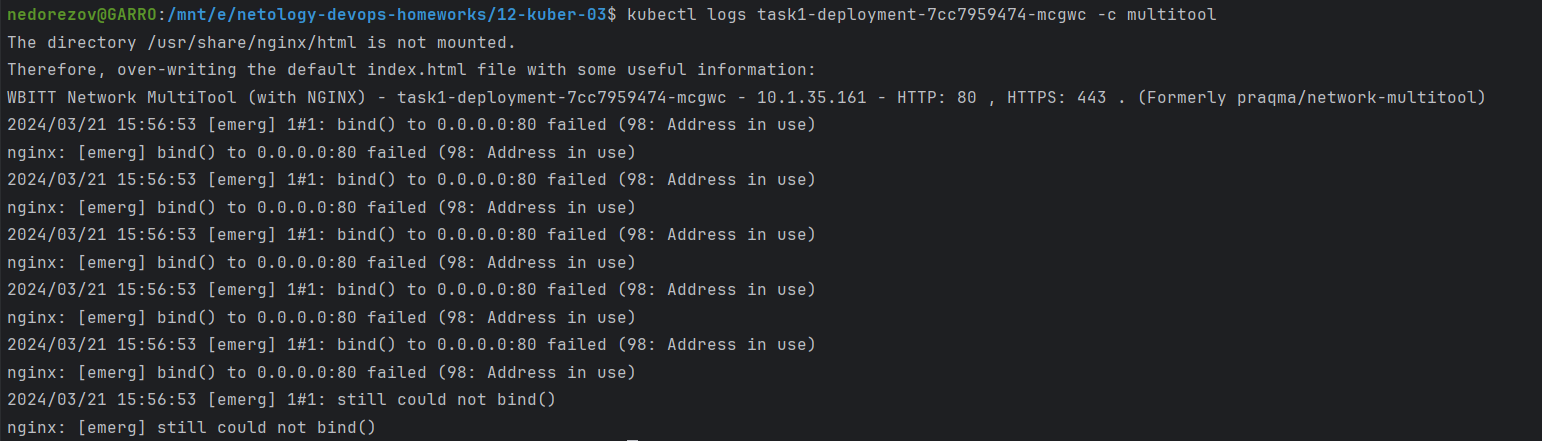 nedorezov@GARRO:/mnt/e/netology-devops-homeworks/12-kuber-03$ kubectl logs task1-deployment-7cc7959474-mcgwc -c multitool
The directory /usr/share/nginx/html is not mounted.
Therefore, over-writing the default index.html file with some useful information:
WBITT Network MultiTool (with NGINX) - task1-deployment-7cc7959474-mcgwc - 10.1.35.161 - HTTP: 80 , HTTPS: 443 . (Formerly praqma/network-multitool)
2024/03/21 15:56:53 [emerg] 1#1: bind() to 0.0.0.0:80 failed (98: Address in use)
nginx: [emerg] bind() to 0.0.0.0:80 failed (98: Address in use)
2024/03/21 15:56:53 [emerg] 1#1: bind() to 0.0.0.0:80 failed (98: Address in use)
nginx: [emerg] bind() to 0.0.0.0:80 failed (98: Address in use)
2024/03/21 15:56:53 [emerg] 1#1: bind() to 0.0.0.0:80 failed (98: Address in use)
nginx: [emerg] bind() to 0.0.0.0:80 failed (98: Address in use)
2024/03/21 15:56:53 [emerg] 1#1: bind() to 0.0.0.0:80 failed (98: Address in use)
nginx: [emerg] bind() to 0.0.0.0:80 failed (98: Address in use)
2024/03/21 15:56:53 [emerg] 1#1: bind() to 0.0.0.0:80 failed (98: Address in use)
nginx: [emerg] bind() to 0.0.0.0:80 failed (98: Address in use)
2024/03/21 15:56:53 [emerg] 1#1: still could not bind()
nginx: [emerg] still could not bind()